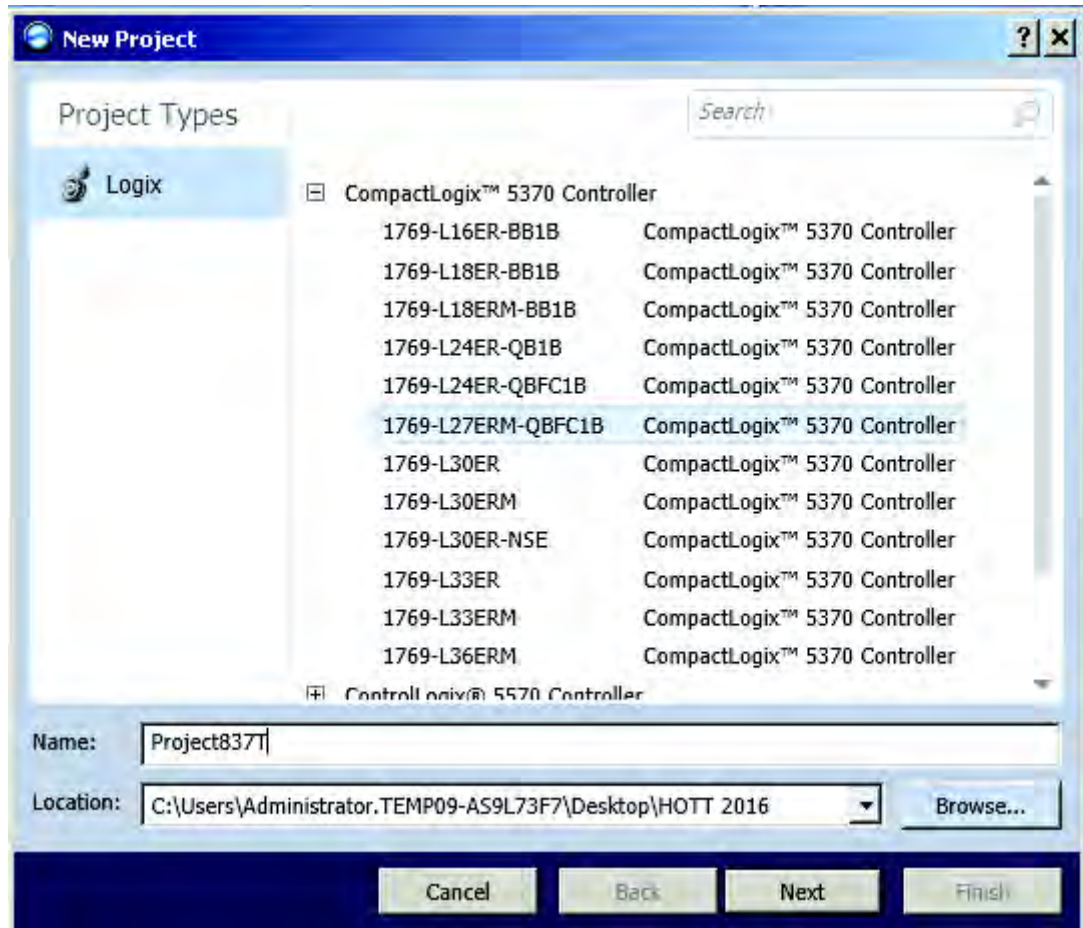 New Project
Project Types
Search
Logix
CompactLogix™ 5370 Controller
1769-L16ER-BB1B CompactLogix™ 5370 Controller
1769-L18ER-BB1B CompactLogix™ 5370 Controller
1769-L18ERM-BB1B CompactLogix™ 5370 Controller
1769-L24ER-QB1B CompactLogix™ 5370 Controller
1769-L24ER-QBFC1B CompactLogix™ 5370 Controller
1769-L27ERM-QBFC1B CompactLogix™ 5370 Controller
1769-L30ER CompactLogix™ 5370 Controller
1769-L30ERM CompactLogix™ 5370 Controller
1769-L30ER-NSE CompactLogix™ 5370 Controller
1769-L33ER CompactLogix™ 5370 Controller
1769-L33ERM CompactLogix™ 5370 Controller
1769-L36ERM CompactLogix™ 5370 Controller
ControlLogix® 5570 Controller
Name: Project837T
Location: C:\Users\Administrator.TEMP09-AS9L73F7\Desktop\HOTT 2016 Browse...
Cancel Back Next Finish